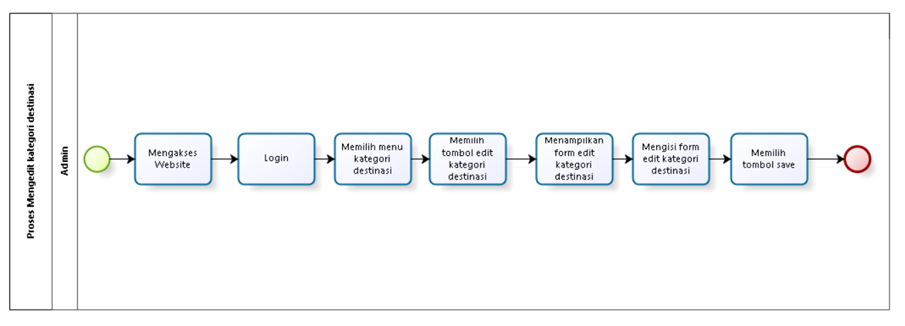 Proses Mengedit kategori destinasi
Admin
Mengakses
Website
Login
Memilih menu
kategori
destinasi
Memilih
tombol edit
kategori
destinasi
Menampilkan
form edit
kategori
destinasi
Mengisi form
edit kategori
destinasi
Memilih
tombol save